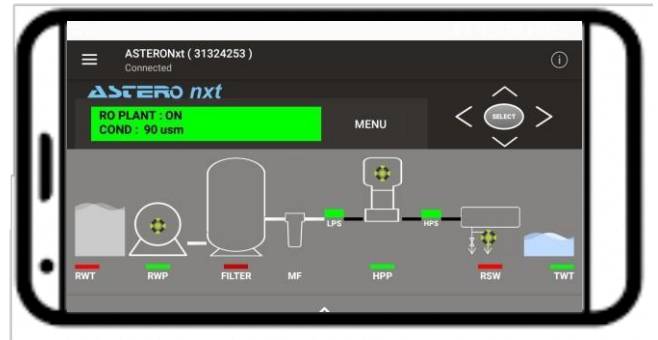 ASTERONxt ( 31324253 )
Connected
ASTERO nxt
RO PLANT : ON
COND : 90 usm
MENU
SELECT
LPS
HPS
RWT
RWP
FILTER
MF
HPP
RSW
TWT